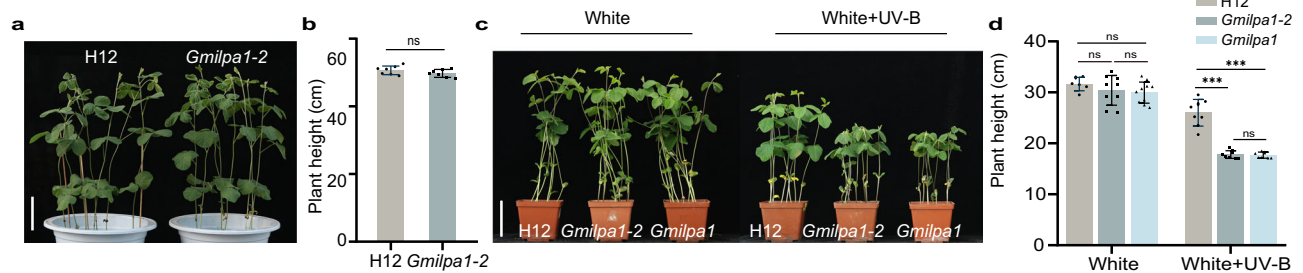 a
H12 Gmilpa1-2
b
Plant height (cm)
60
40
20
0
ns
H12 Gmilpa1-2
c
White White+UV-B
H12 Gmilpa1-2 Gmilpa1 H12 Gmilpa1-2 Gmilpa1
d
H12
Gmilpa1-2
Gmilpa1
Plant height (cm)
40
30
20
10
0
ns
ns ns
***
***
ns
White White+UV-B